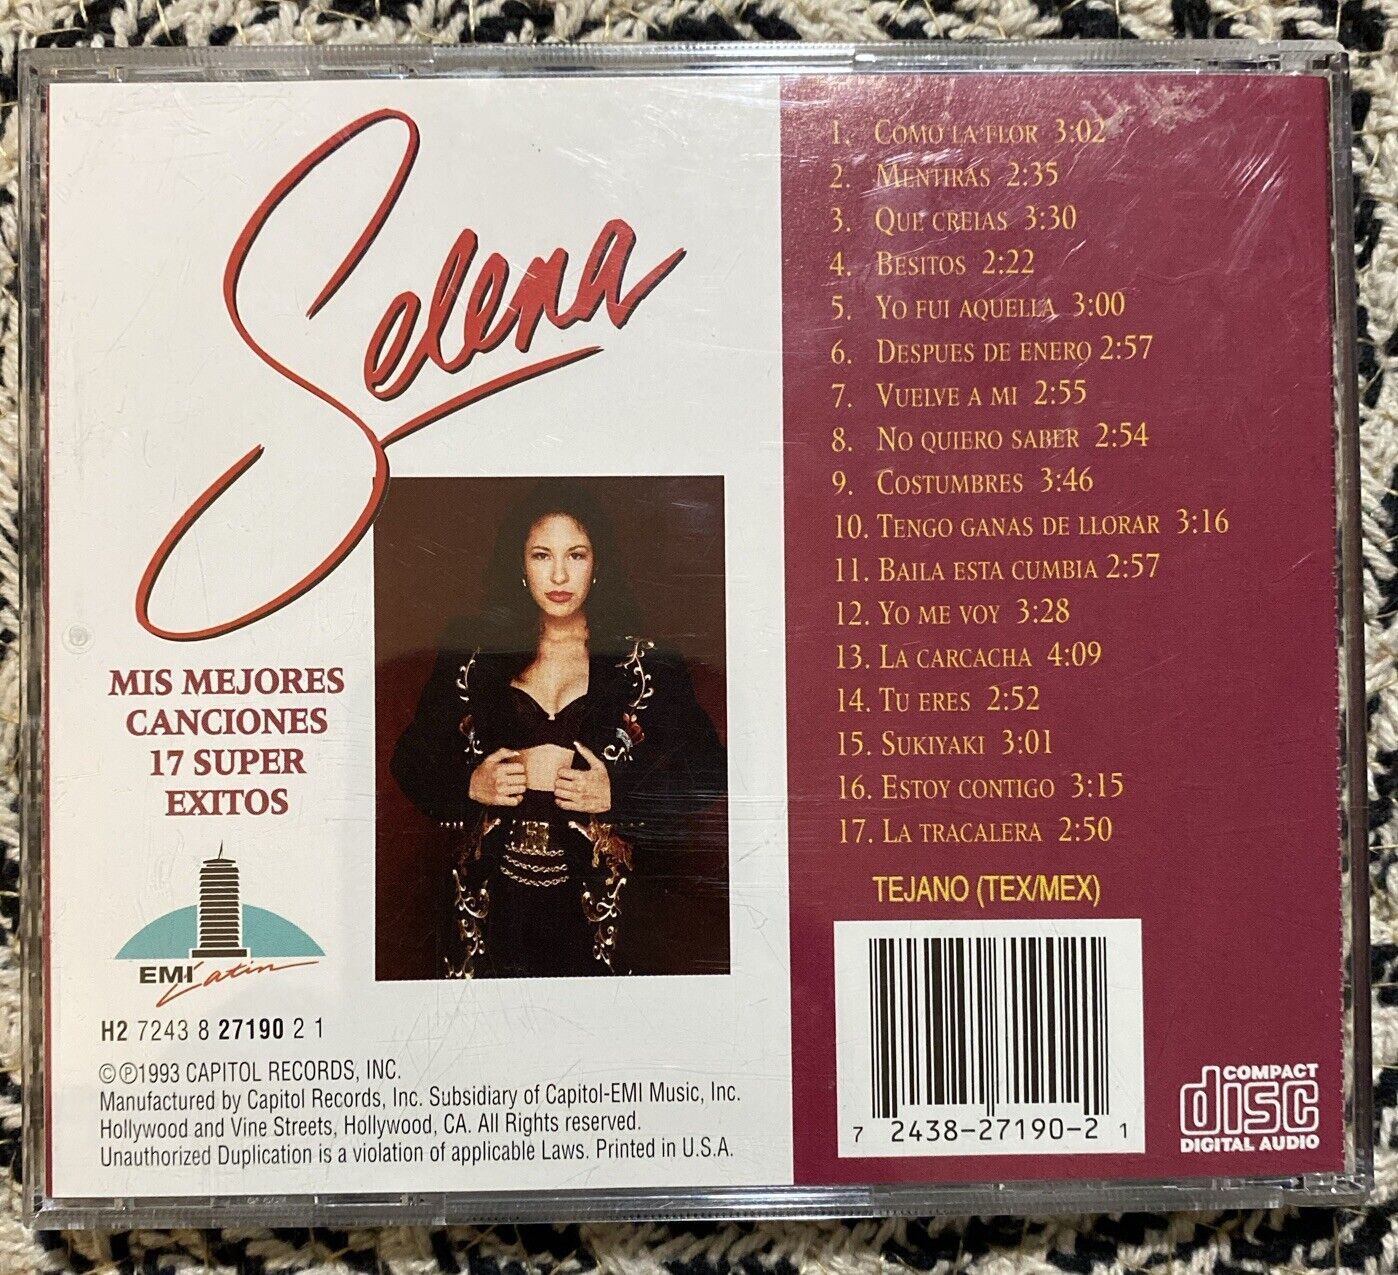 Selena
MIS MEJORES
CANCIONES
17 SUPER
EXITOS
EMI Latin
H2 7243 8 27190 2 1
©℗1993 CAPITOL RECORDS, INC.
Manufactured by Capitol Records, Inc. Subsidiary of Capitol-EMI Music, Inc.
Hollywood and Vine Streets, Hollywood, CA. All Rights reserved.
Unauthorized Duplication is a violation of applicable Laws. Printed in U.S.A.
1. COMO LA FLOR 3:02
2. MENTIRAS 2:35
3. QUE CREIAS 3:30
4. BESITOS 2:22
5. YO FUI AQUELLA 3:00
6. DESPUES DE ENERO 2:57
7. VUELVE A MI 2:55
8. NO QUIERO SABER 2:54
9. COSTUMBRES 3:46
10. TENGO GANAS DE LLORAR 3:16
11. BAILA ESTA CUMBIA 2:57
12. YO ME VOY 3:28
13. LA CARCACHA 4:09
14. TU ERES 2:52
15. SUKIYAKI 3:01
16. ESTOY CONTIGO 3:15
17. LA TRACALERA 2:50
TEJANO (TEX/MEX)
7 2438-27190-2 1
COMPACT
disc
DIGITAL AUDIO